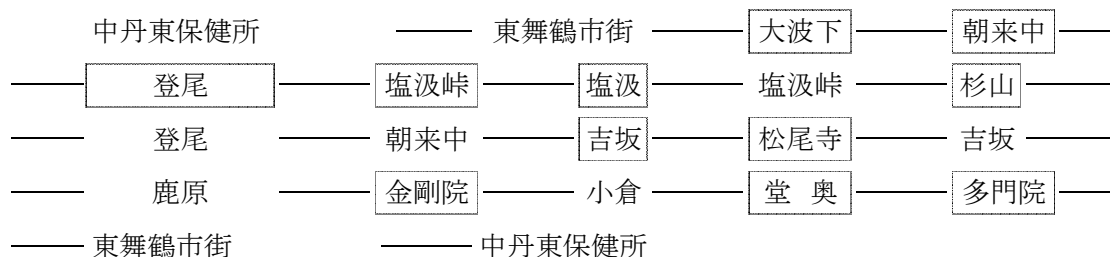 中丹東保健所 ―― 東舞鶴市街 ―― 大波下 ―― 朝来中 ――
―― 登尾 ―― 塩汲峠 ―― 塩汲 ―― 塩汲峠 ―― 杉山 ――
―― 登尾 ―― 朝来中 ―― 吉坂 ―― 松尾寺 ―― 吉坂 ――
―― 鹿原 ―― 金剛院 ―― 小倉 ―― 堂 奥 ―― 多門院 ――
―― 東舞鶴市街 ―― 中丹東保健所